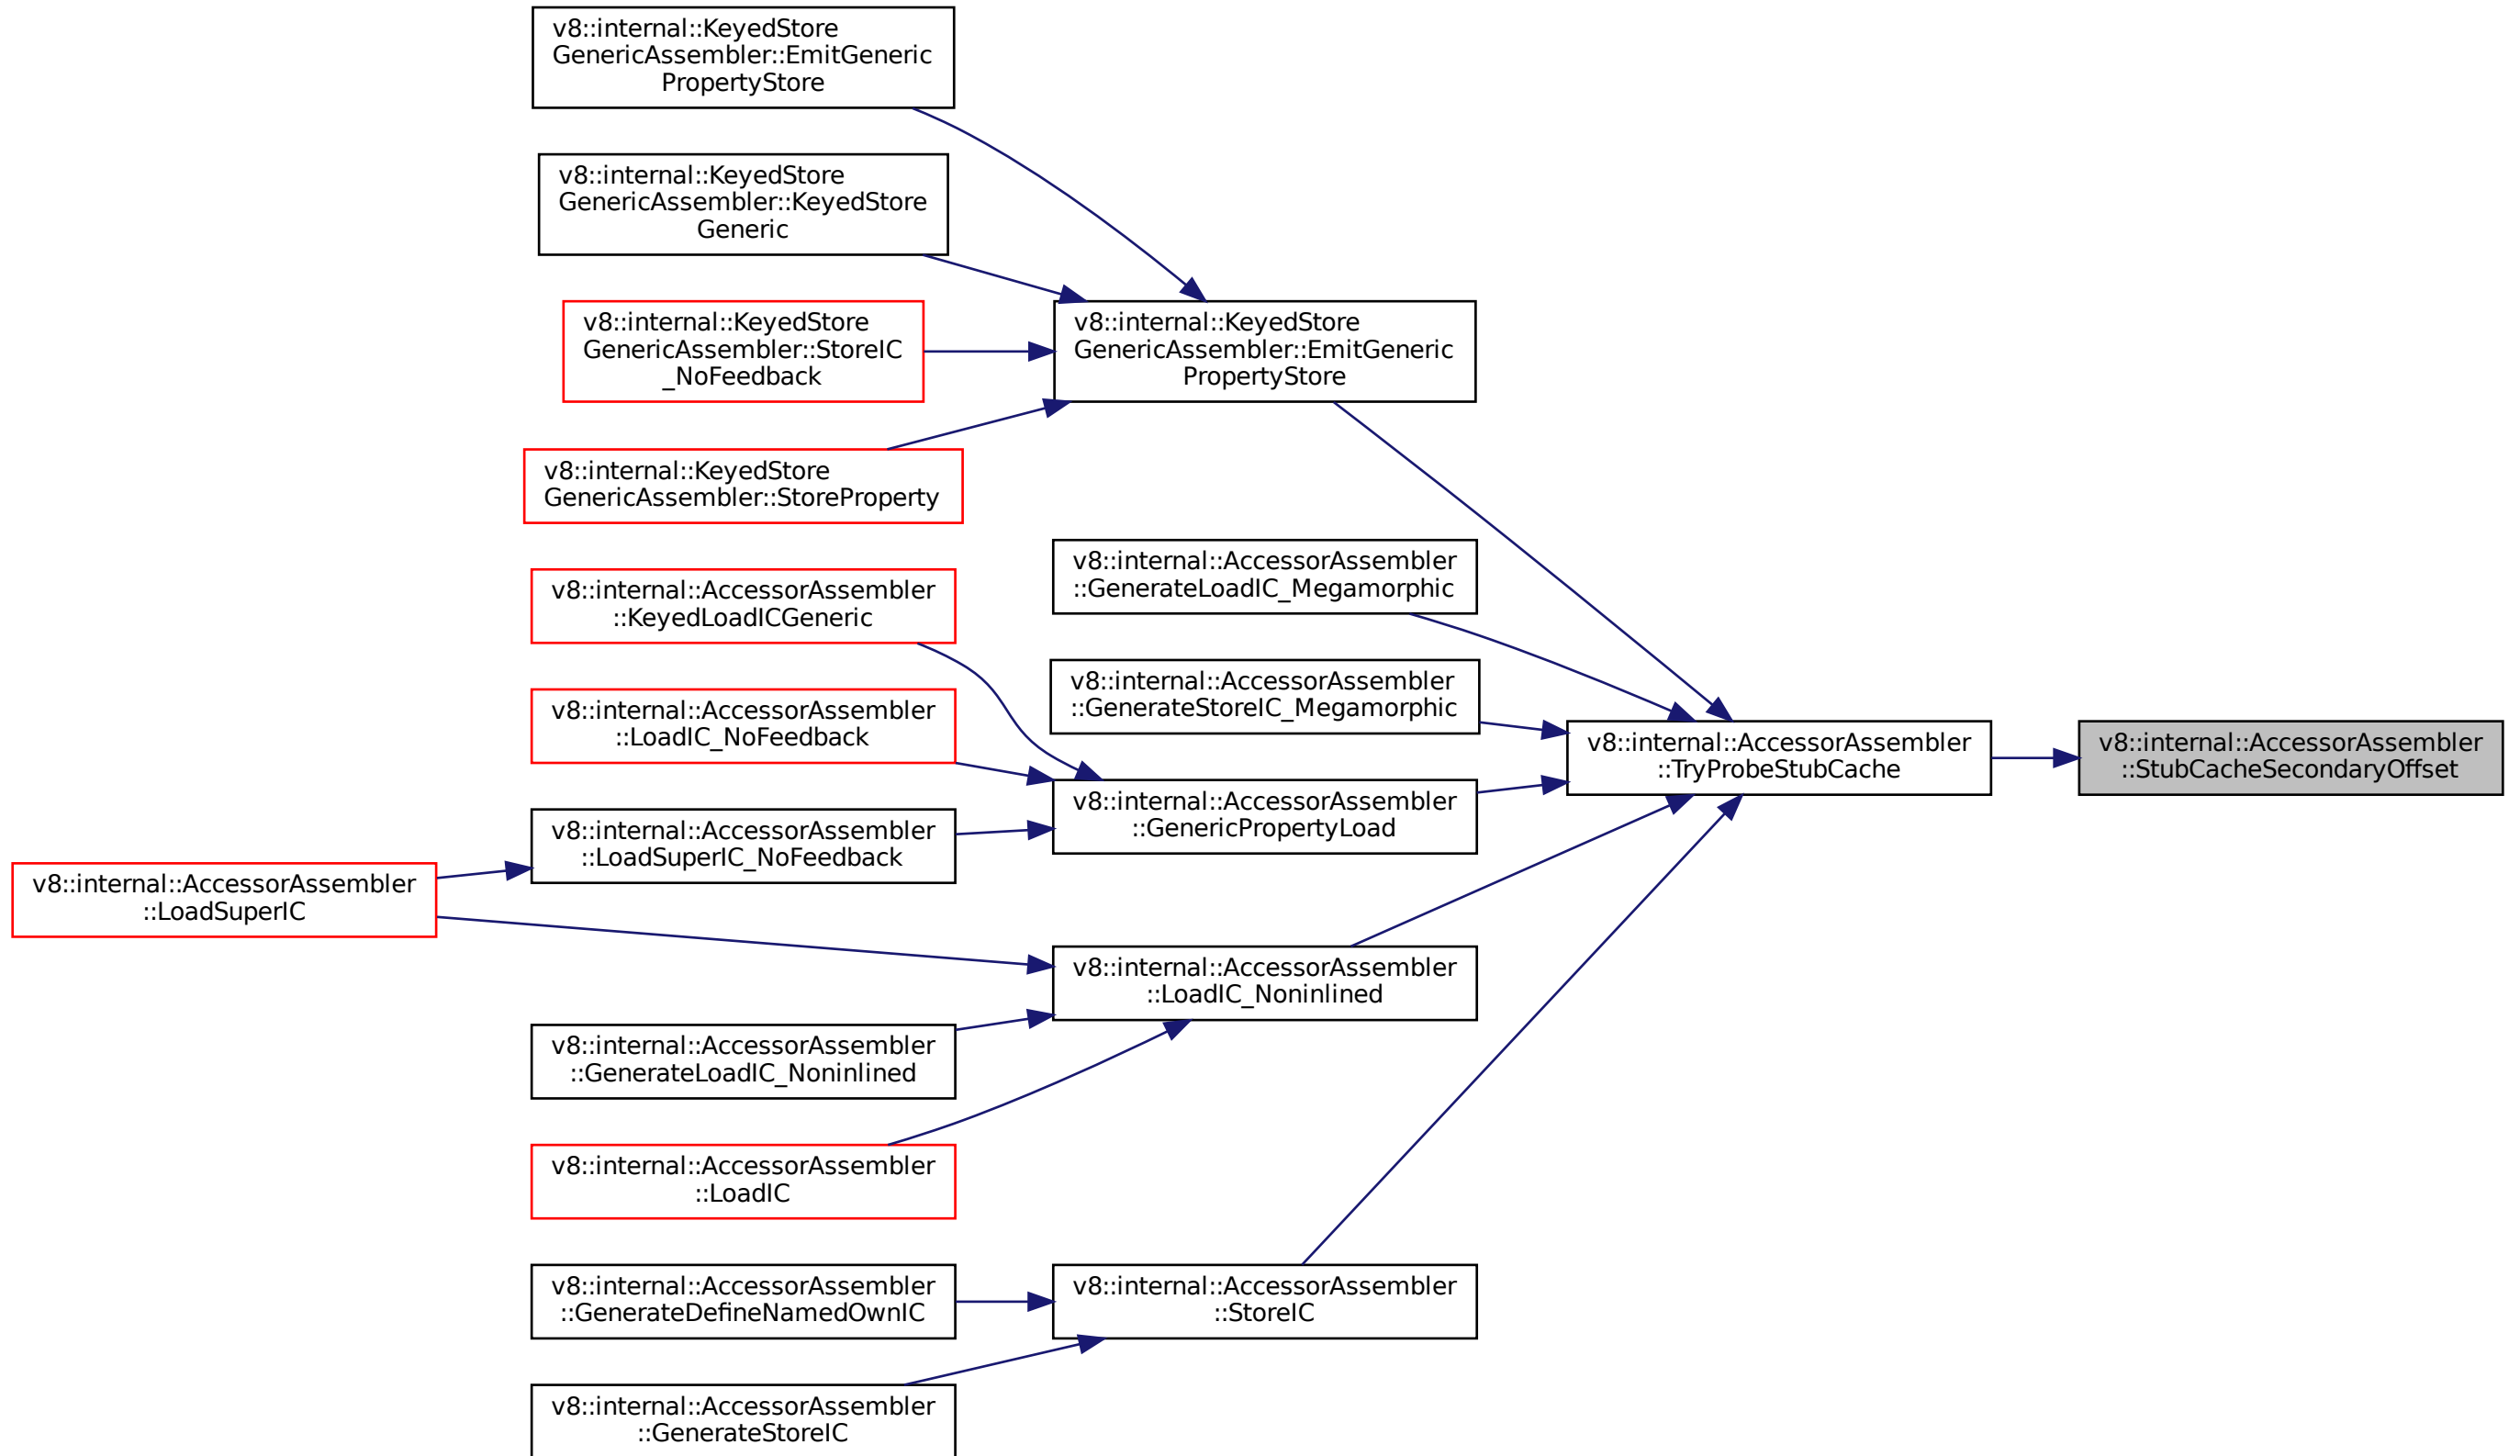 v8::internal::KeyedStore
GenericAssembler::EmitGeneric
PropertyStore
v8::internal::KeyedStore
GenericAssembler::KeyedStore
Generic
v8::internal::KeyedStore
GenericAssembler::StoreIC
_NoFeedback
v8::internal::KeyedStore
GenericAssembler::EmitGeneric
PropertyStore
v8::internal::KeyedStore
GenericAssembler::StoreProperty
v8::internal::AccessorAssembler
::GenerateLoadIC_Megamorphic
v8::internal::AccessorAssembler
::KeyedLoadICGeneric
v8::internal::AccessorAssembler
::GenerateStoreIC_Megamorphic
v8::internal::AccessorAssembler
::LoadIC_NoFeedback
v8::internal::AccessorAssembler
::TryProbeStubCache
v8::internal::AccessorAssembler
::StubCacheSecondaryOffset
v8::internal::AccessorAssembler
::GenericPropertyLoad
v8::internal::AccessorAssembler
::LoadSuperIC_NoFeedback
v8::internal::AccessorAssembler
::LoadSuperIC
v8::internal::AccessorAssembler
::LoadIC_Noninlined
v8::internal::AccessorAssembler
::GenerateLoadIC_Noninlined
v8::internal::AccessorAssembler
::LoadIC
v8::internal::AccessorAssembler
::GenerateDefineNamedOwnIC
v8::internal::AccessorAssembler
::StoreIC
v8::internal::AccessorAssembler
::GenerateStoreIC